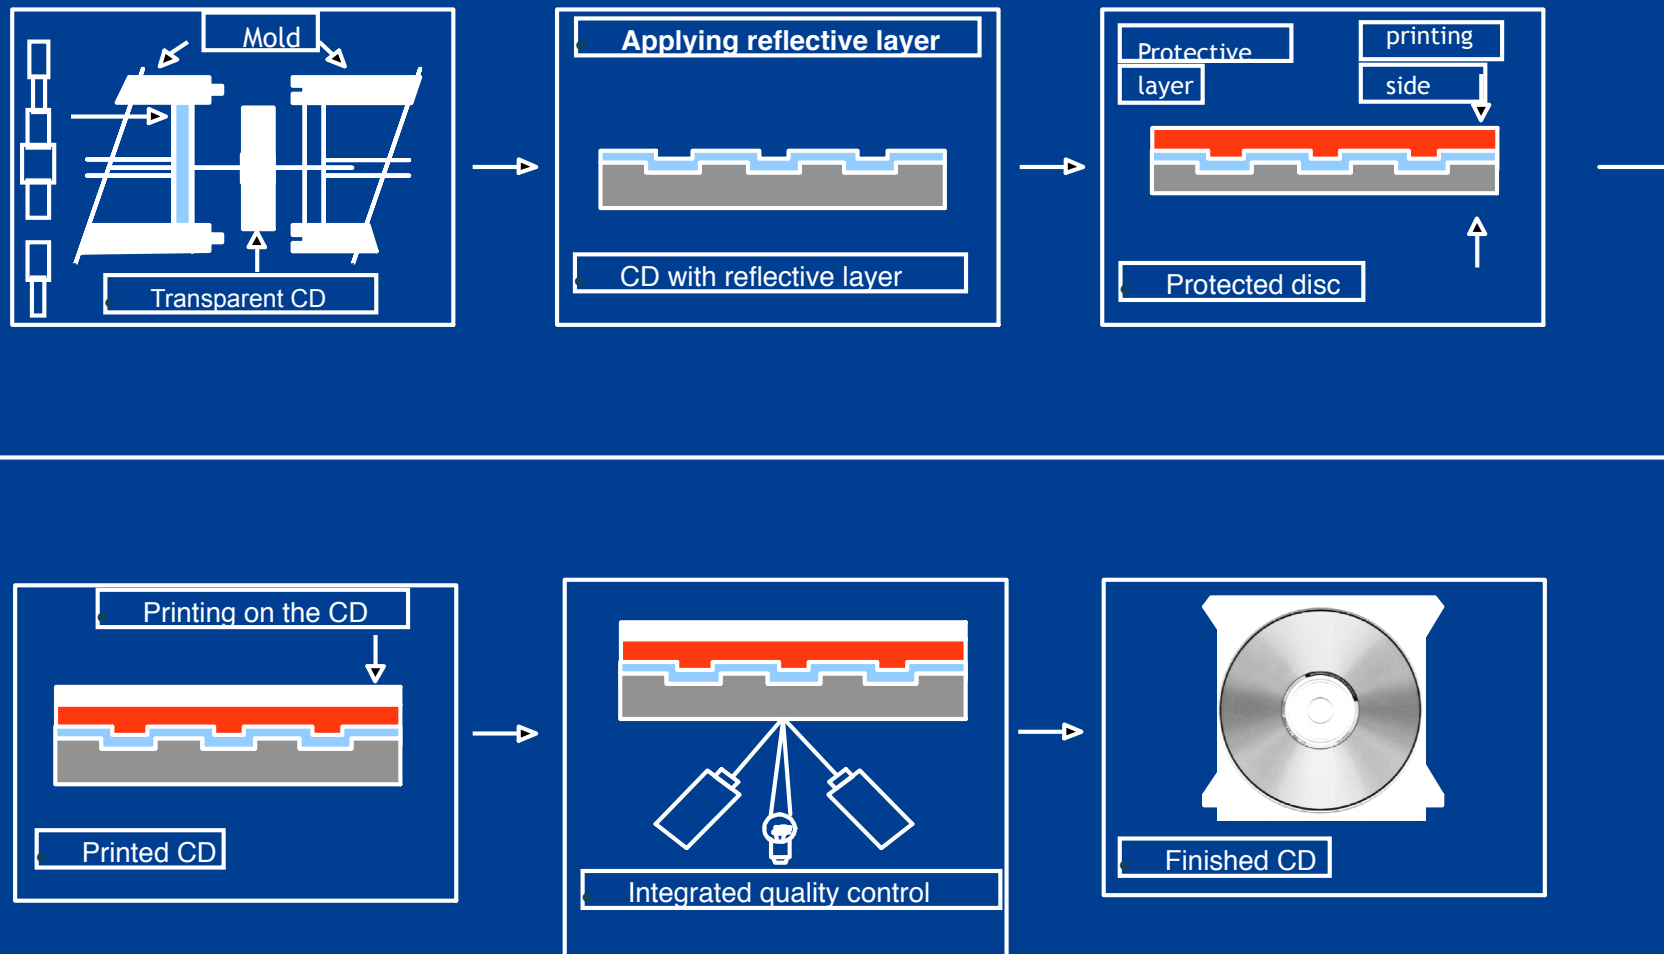 Mold
Transparent CD
Applying reflective layer
CD with reflective layer
Protective
layer
printing
side
Protected disc
Printing on the CD
Printed CD
Integrated quality control
Finished CD